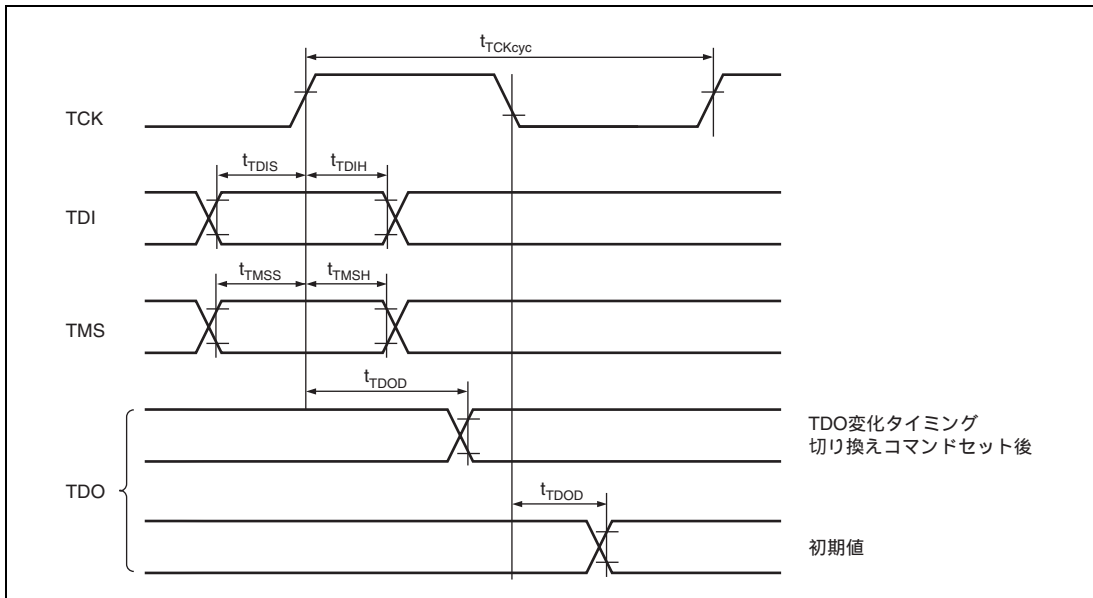 tTCKcyc
TCK
tTDIS
tTDIH
TDI
tTMSS
tTMSH
TMS
tTDOD
TDO変化タイミング
切り換えコマンドセット後
TDO
tTDOD
初期値